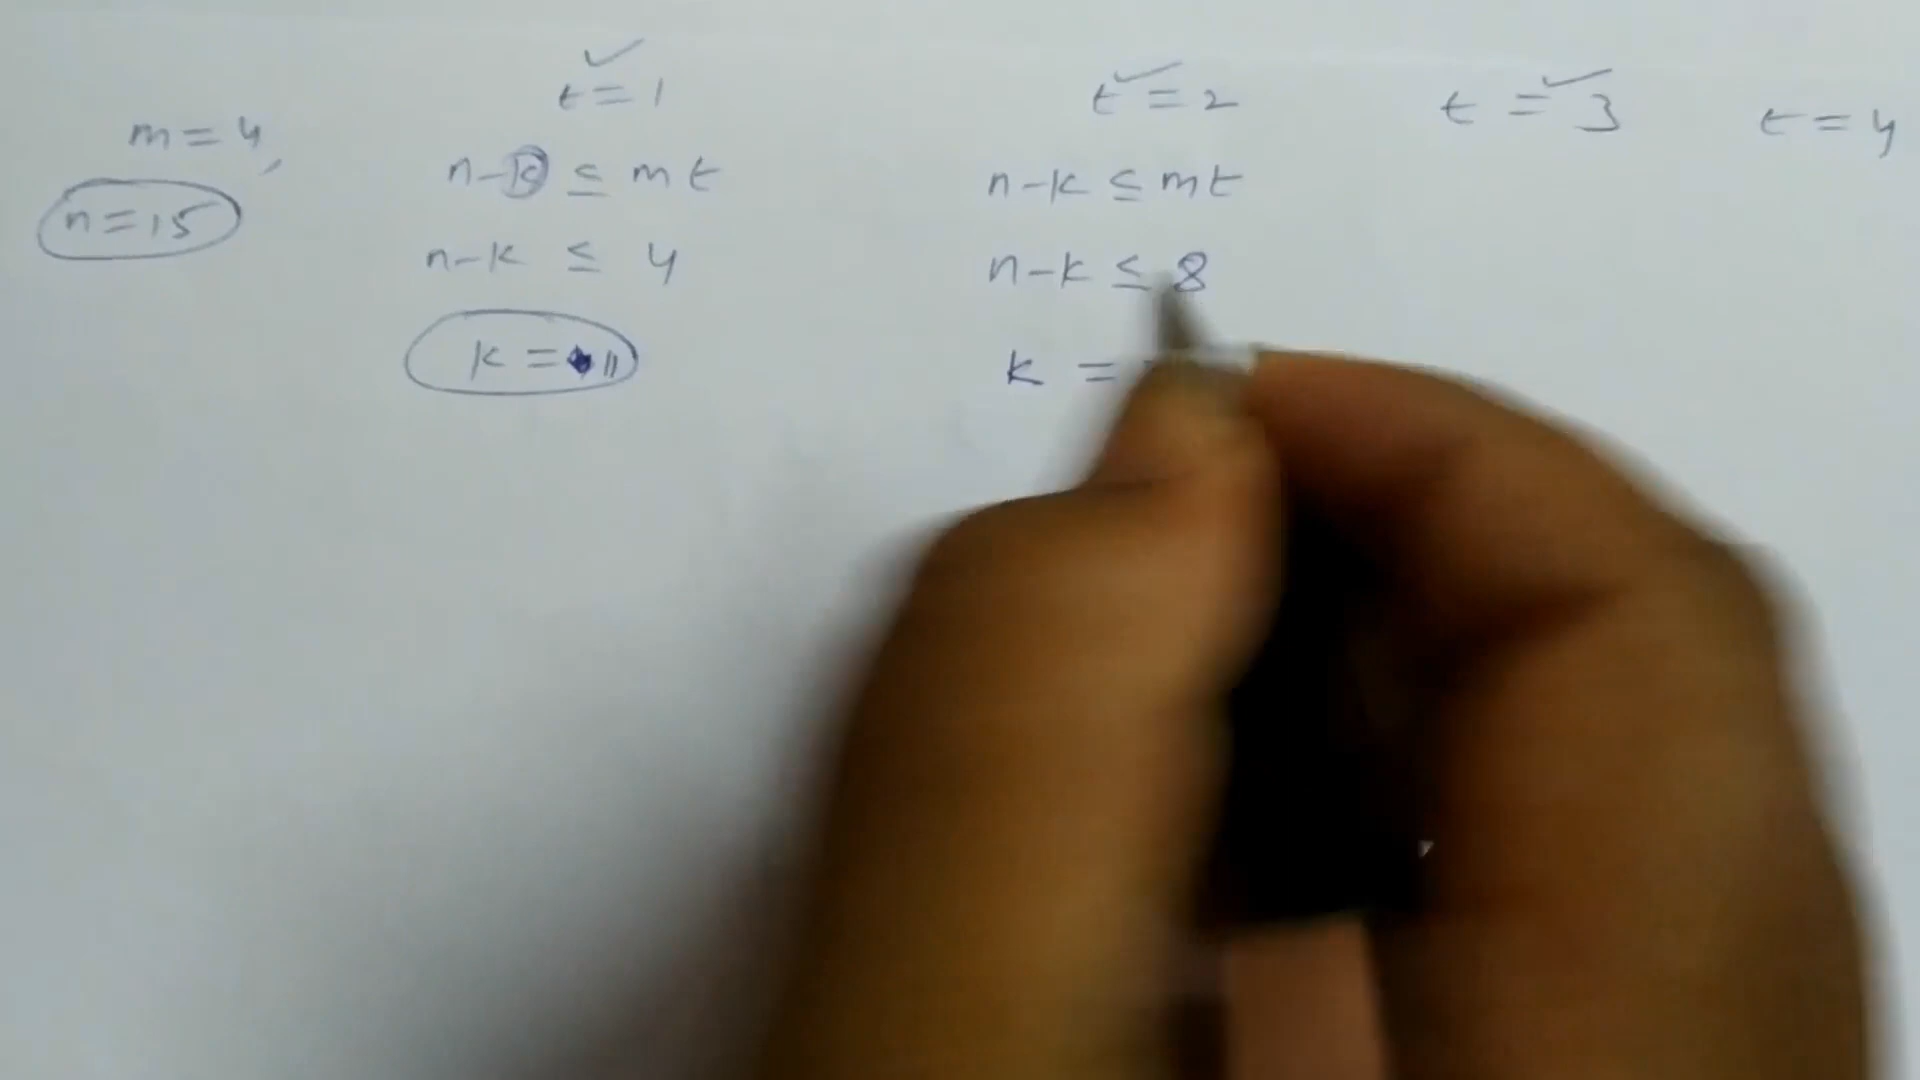 m = 4,
n = 15
t = 1
n-k ≤ mt
n-k ≤ 4
k = 11
t = 2
n-k ≤ mt
n-k ≤ 8
k =
t = 3
t = 4